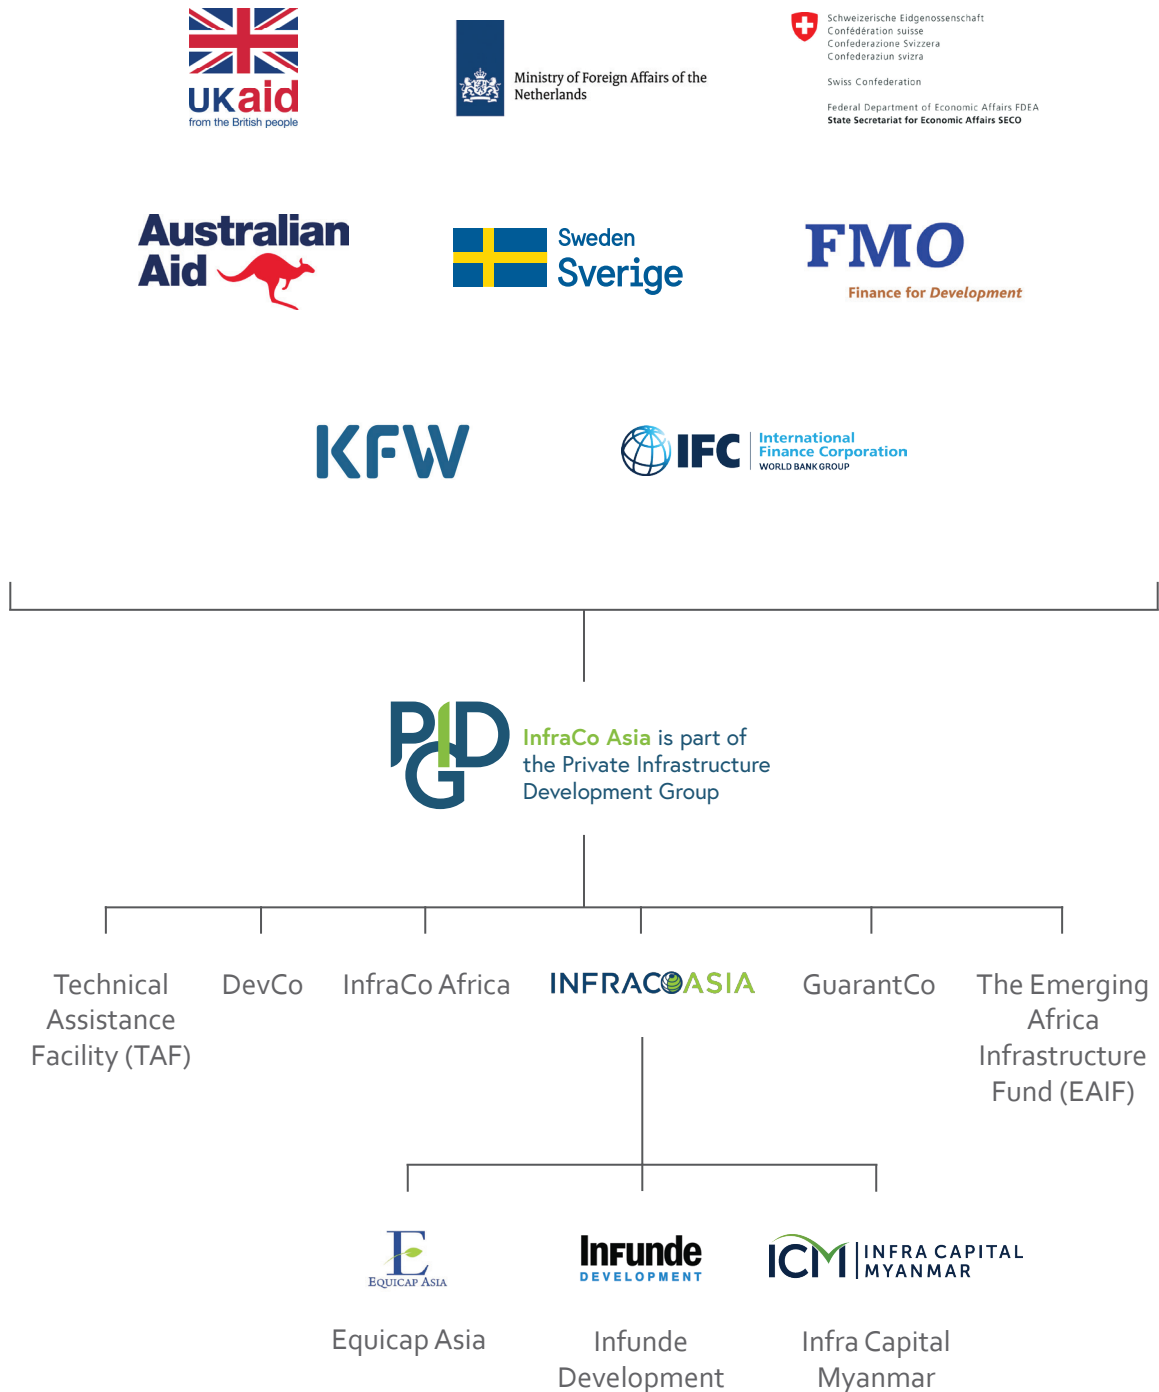 UKaid
from the British people
Ministry of Foreign Affairs of the
Netherlands
Schweizerische Eidgenossenschaft
Confédération suisse
Confederazione Svizzera
Confederaziun svizra
Swiss Confederation
Federal Department of Economic Affairs FDEA
State Secretariat for Economic Affairs SECO
Australian
Aid
Sweden
Sverige
FMO
Finance for Development
KFW
IFC
International
Finance Corporation
WORLD BANK GROUP
PIDG
InfraCo Asia is part of
the Private Infrastructure
Development Group
Technical
Assistance
Facility (TAF)
DevCo
InfraCo Africa
INFRACOASIA
GuarantCo
The Emerging
Africa
Infrastructure
Fund (EAIF)
E
EQUICAP ASIA
InFunde
DEVELOPMENT
ICM
INFRA CAPITAL
MYANMAR
Equicap Asia
Infunde
Development
Infra Capital
Myanmar